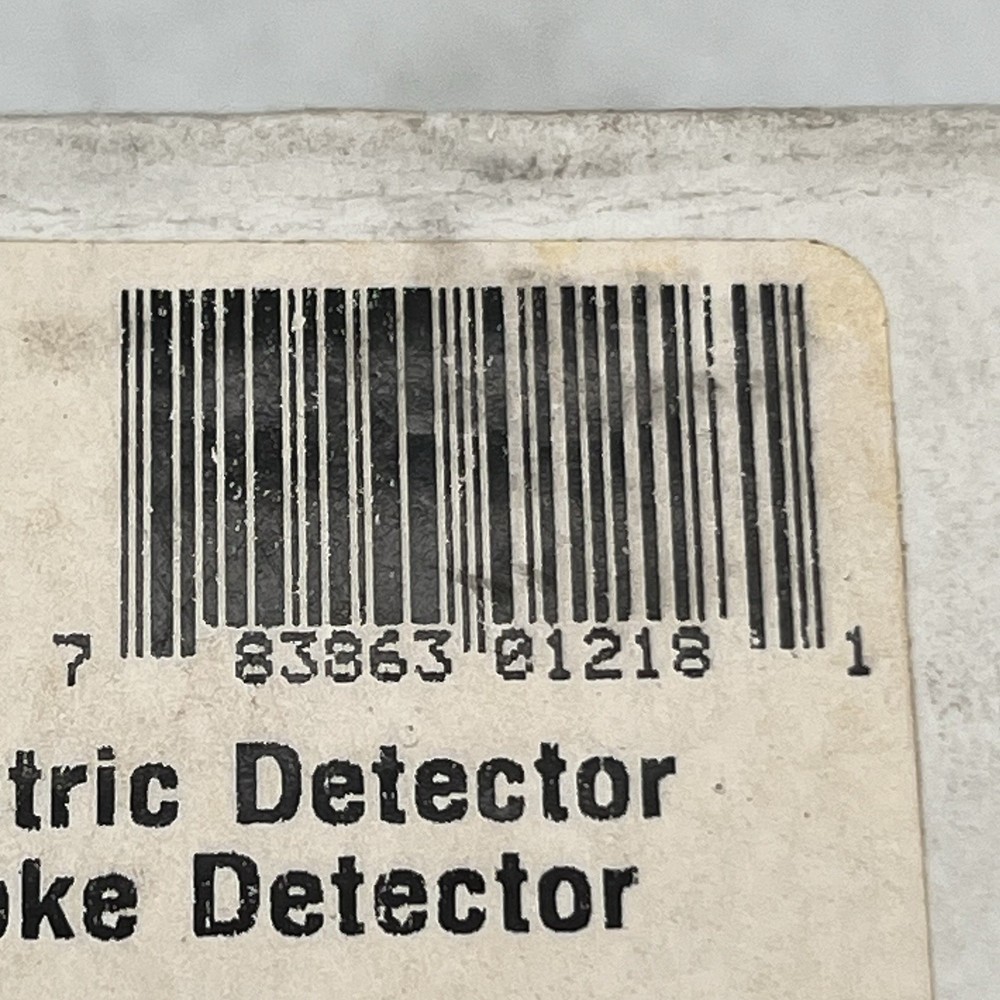 7 83863 01218 1
tric Detector
oke Detector